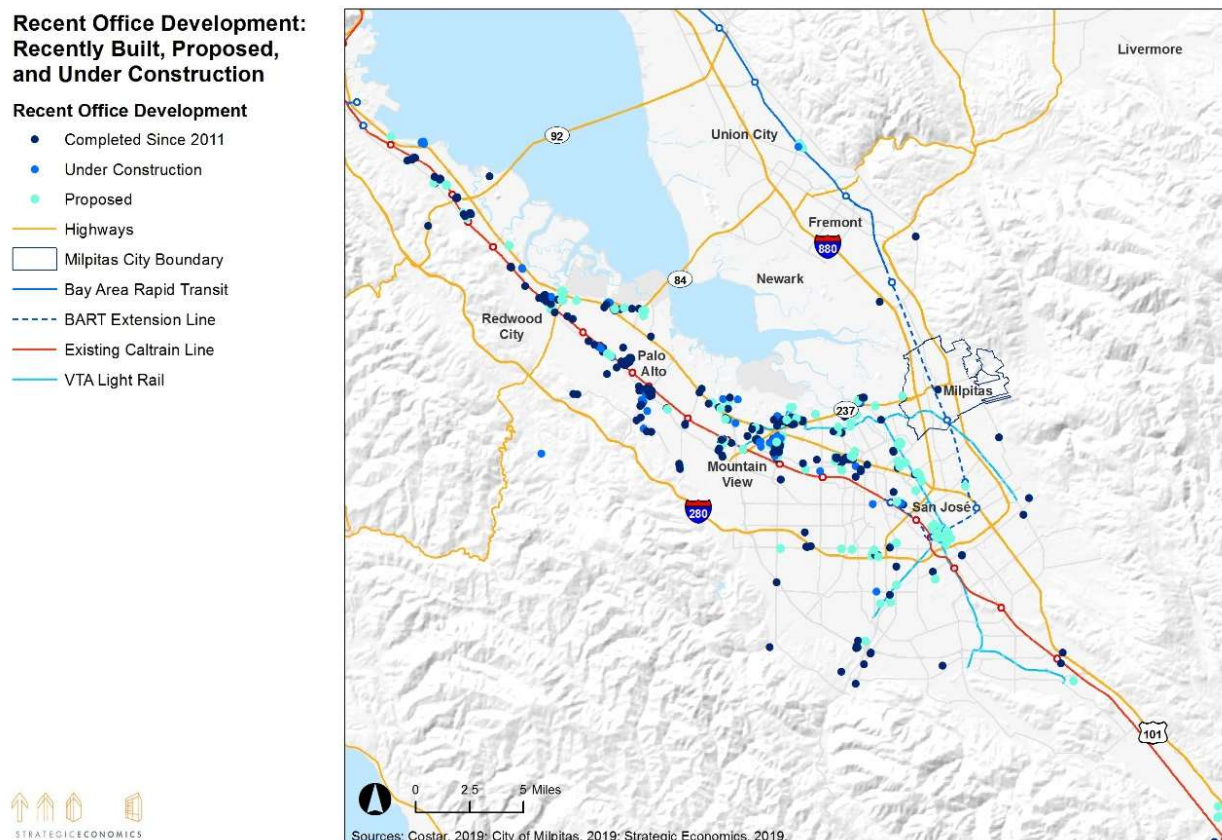 Recent Office Development:
Recently Built, Proposed,
and Under Construction
Recent Office Development
Completed Since 2011
Under Construction
Proposed
Highways
Milpitas City Boundary
Bay Area Rapid Transit
BART Extension Line
Existing Caltrain Line
VTA Light Rail
STRATEGICECONOMICS
Livermore
92
Union City
Fremont
880
84
Newark
Redwood
City
Palo
Alto
Milpitas
237
Mountain
View
280
San José
101
0 2.5 5 Miles
Sources: Costar, 2019; City of Milpitas, 2019; Strategic Economics, 2019.